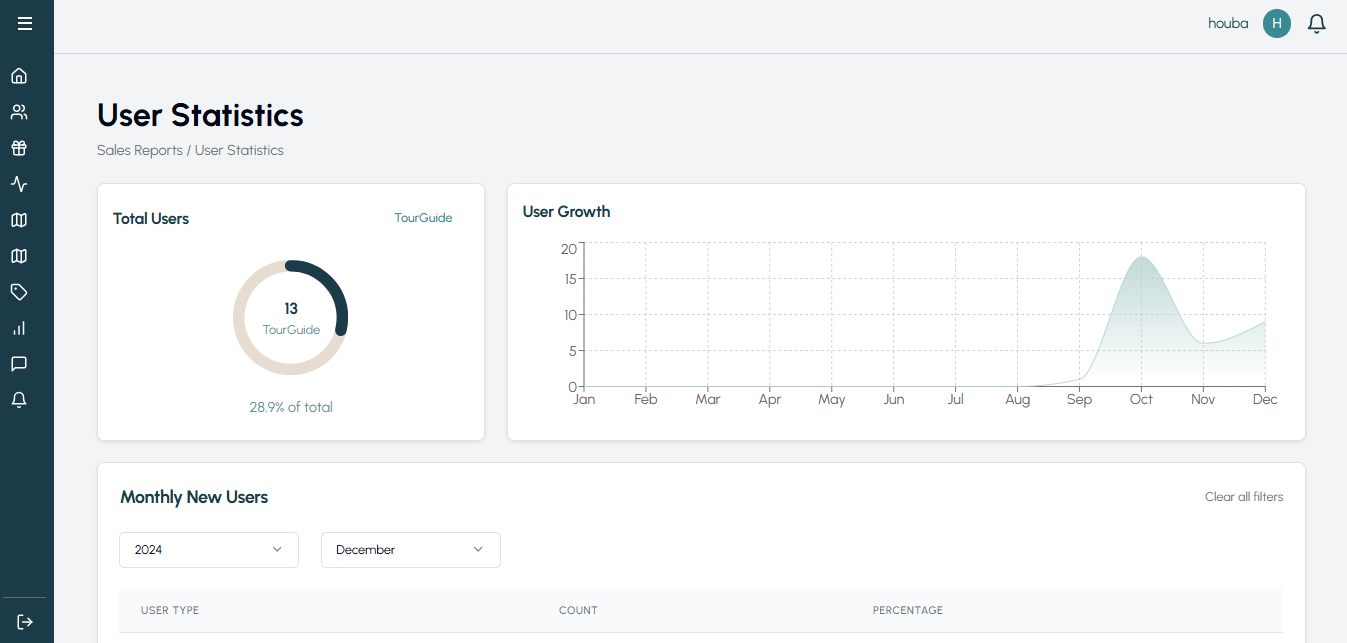 houba H
User Statistics
Sales Reports / User Statistics
Total Users TourGuide
13
TourGuide
28.9% of total
User Growth
20
15
10
5
0
Jan Feb Mar Apr May Jun Jul Aug Sep Oct Nov Dec
Monthly New Users Clear all filters
2024 December
USER TYPE COUNT PERCENTAGE